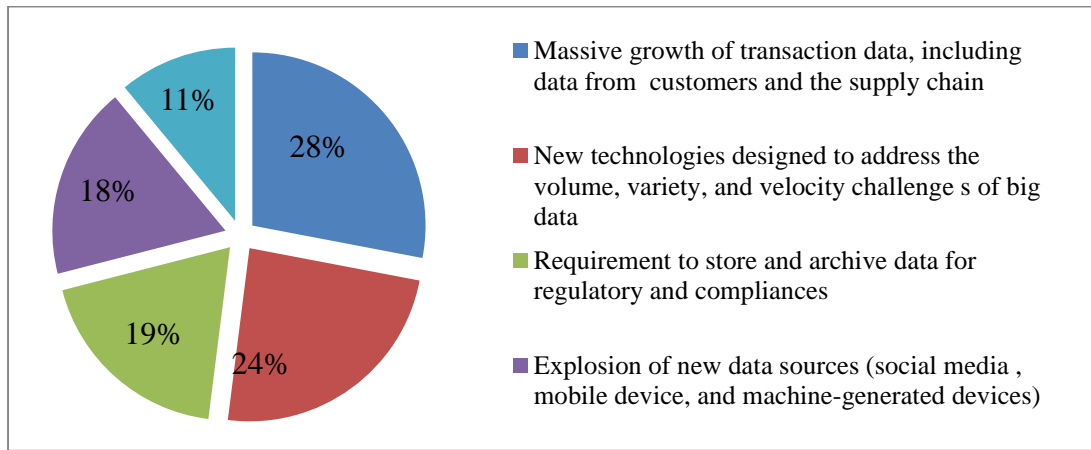 11%
28%
18%
19%
24%
Massive growth of transaction data, including
data from customers and the supply chain
New technologies designed to address the
volume, variety, and velocity challenge s of big
data
Requirement to store and archive data for
regulatory and compliances
Explosion of new data sources (social media ,
mobile device, and machine-generated devices)